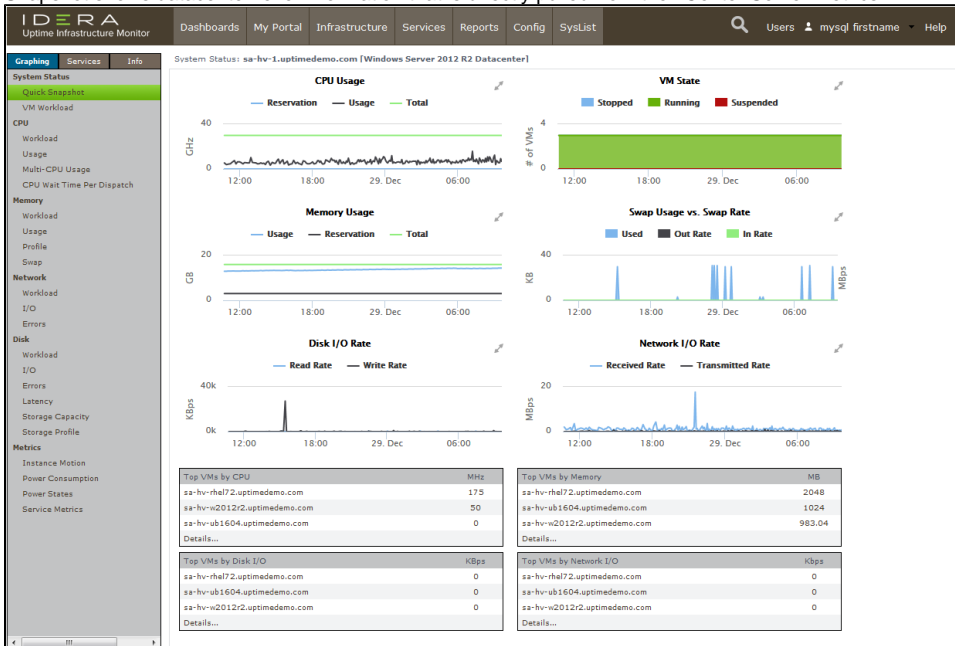 IDERA
Uptime Infrastructure Monitor
Dashboards My Portal Infrastructure Services Reports Config SysList
Users mysql firstname Help
Graphing Services Info
System Status
Quick Snapshot
VM Workload
CPU
Workload
Usage
Multi-CPU Usage
CPU Wait Time Per Dispatch
Memory
Workload
Usage
Profile
Swap
Network
Workload
I/O
Errors
Disk
Workload
I/O
Errors
Latency
Storage Capacity
Storage Profile
Metrics
Instance Motion
Power Consumption
Power States
Service Metrics
System Status: sa-hv-1.uptimedemo.com [Windows Server 2012 R2 Datacenter]
CPU Usage
Reservation Usage Total
40
GHz
0
12:00 18:00 29. Dec 06:00
VM State
Stopped Running Suspended
4
# of VMs
0
12:00 18:00 29. Dec 06:00
Memory Usage
Usage Reservation Total
20
GB
0
12:00 18:00 29. Dec 06:00
Swap Usage vs. Swap Rate
Used Out Rate In Rate
40
KB
0
MBps
12:00 18:00 29. Dec 06:00
Disk I/O Rate
Read Rate Write Rate
40k
KBps
0k
12:00 18:00 29. Dec 06:00
Network I/O Rate
Received Rate Transmitted Rate
20
MBps
0
12:00 18:00 29. Dec 06:00
Top VMs by CPU MHz
sa-hv-rhel72.uptimedemo.com 175
sa-hv-w2012r2.uptimedemo.com 50
sa-hv-ub1604.uptimedemo.com 0
Details...
Top VMs by Memory MB
sa-hv-rhel72.uptimedemo.com 2048
sa-hv-ub1604.uptimedemo.com 1024
sa-hv-w2012r2.uptimedemo.com 983.04
Details...
Top VMs by Disk I/O KBps
sa-hv-rhel72.uptimedemo.com 0
sa-hv-ub1604.uptimedemo.com 0
sa-hv-w2012r2.uptimedemo.com 0
Details...
Top VMs by Network I/O Kbps
sa-hv-rhel72.uptimedemo.com 0
sa-hv-ub1604.uptimedemo.com 0
sa-hv-w2012r2.uptimedemo.com 0
Details...